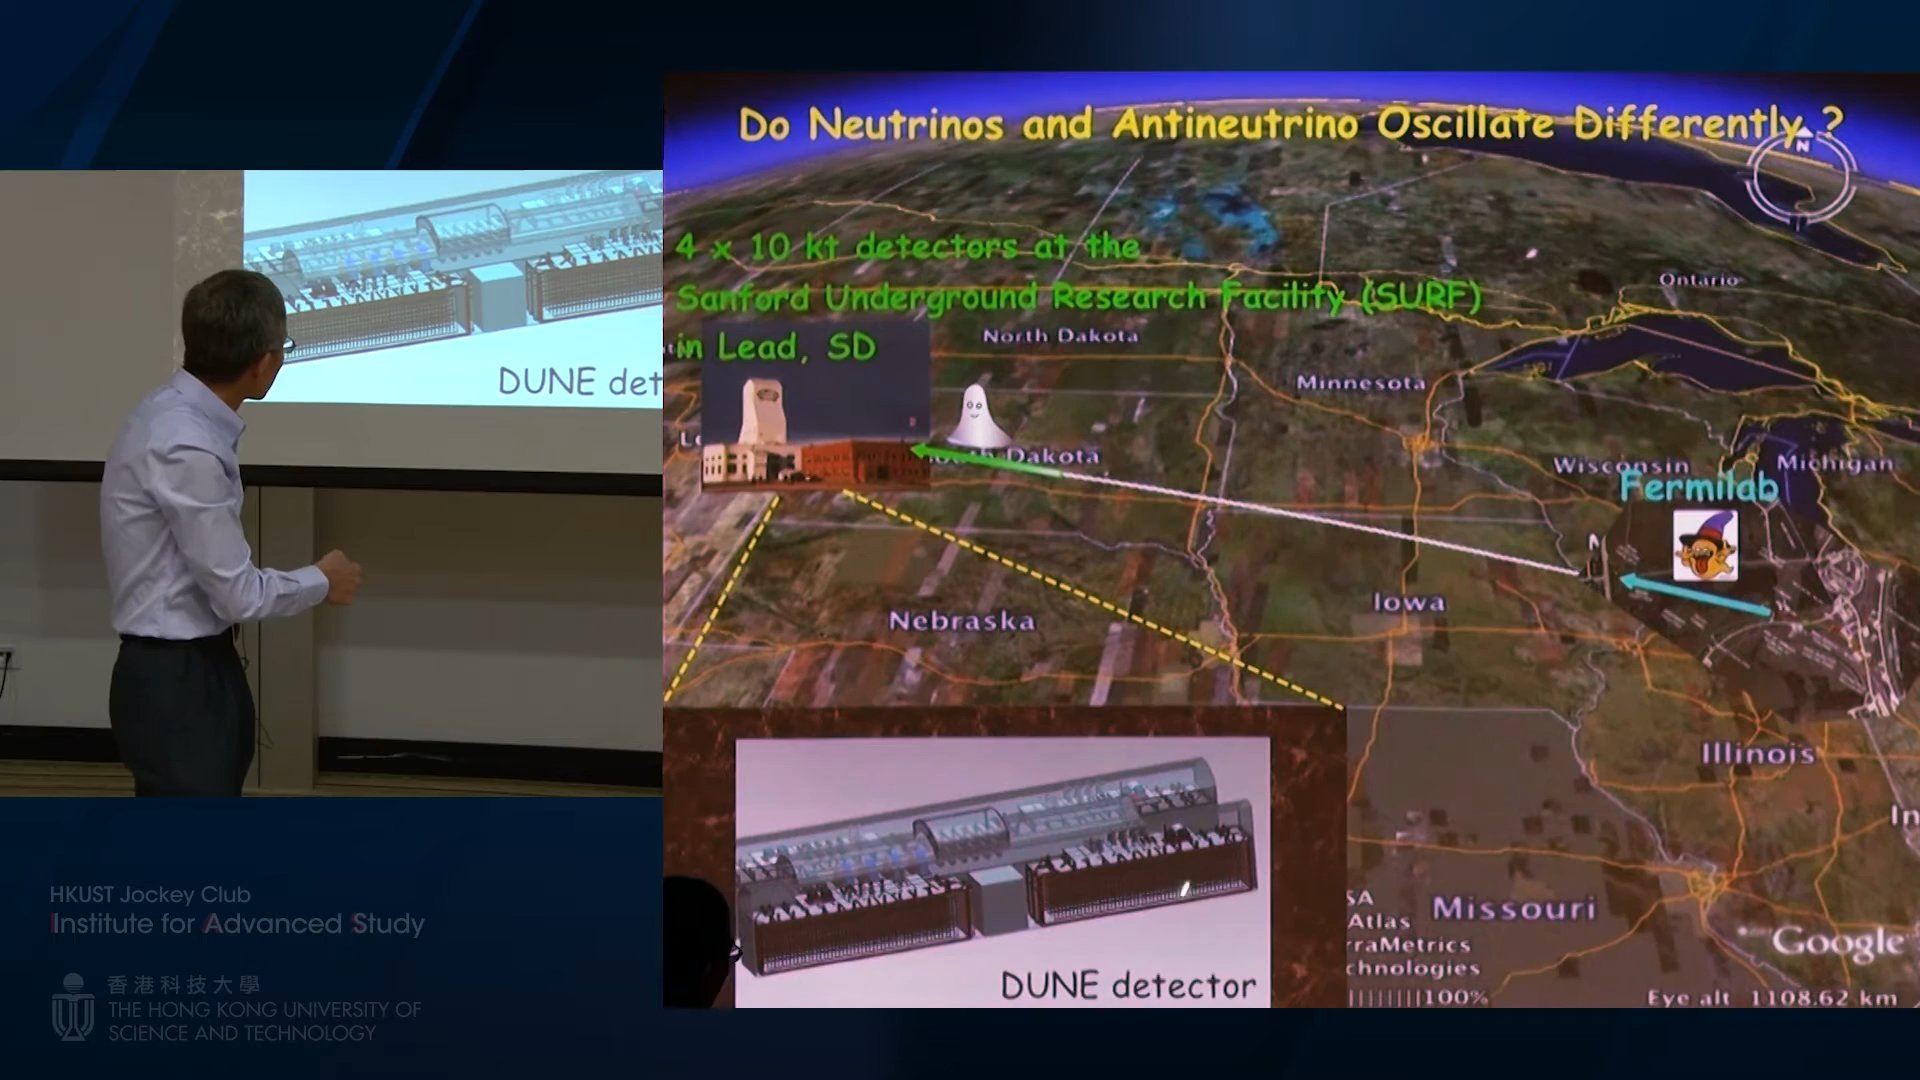 Do Neutrinos and Antineutrino Oscillate Differently ?
N
4 x 10 kt detectors at the
Sanford Underground Research Facility (SURF)
in Lead, SD
Ontario
North Dakota
Minnesota
Dakota
Wisconsin
Michigan
Fermilab
Iowa
Nebraska
Illinois
Missouri
Atlas
Google
100%
Eye alt 1108.62 km
DUNE detector
DUNE det
HKUST Jockey Club
Institute for Advanced Study
香港科技大學
THE HONG KONG UNIVERSITY OF
SCIENCE AND TECHNOLOGY